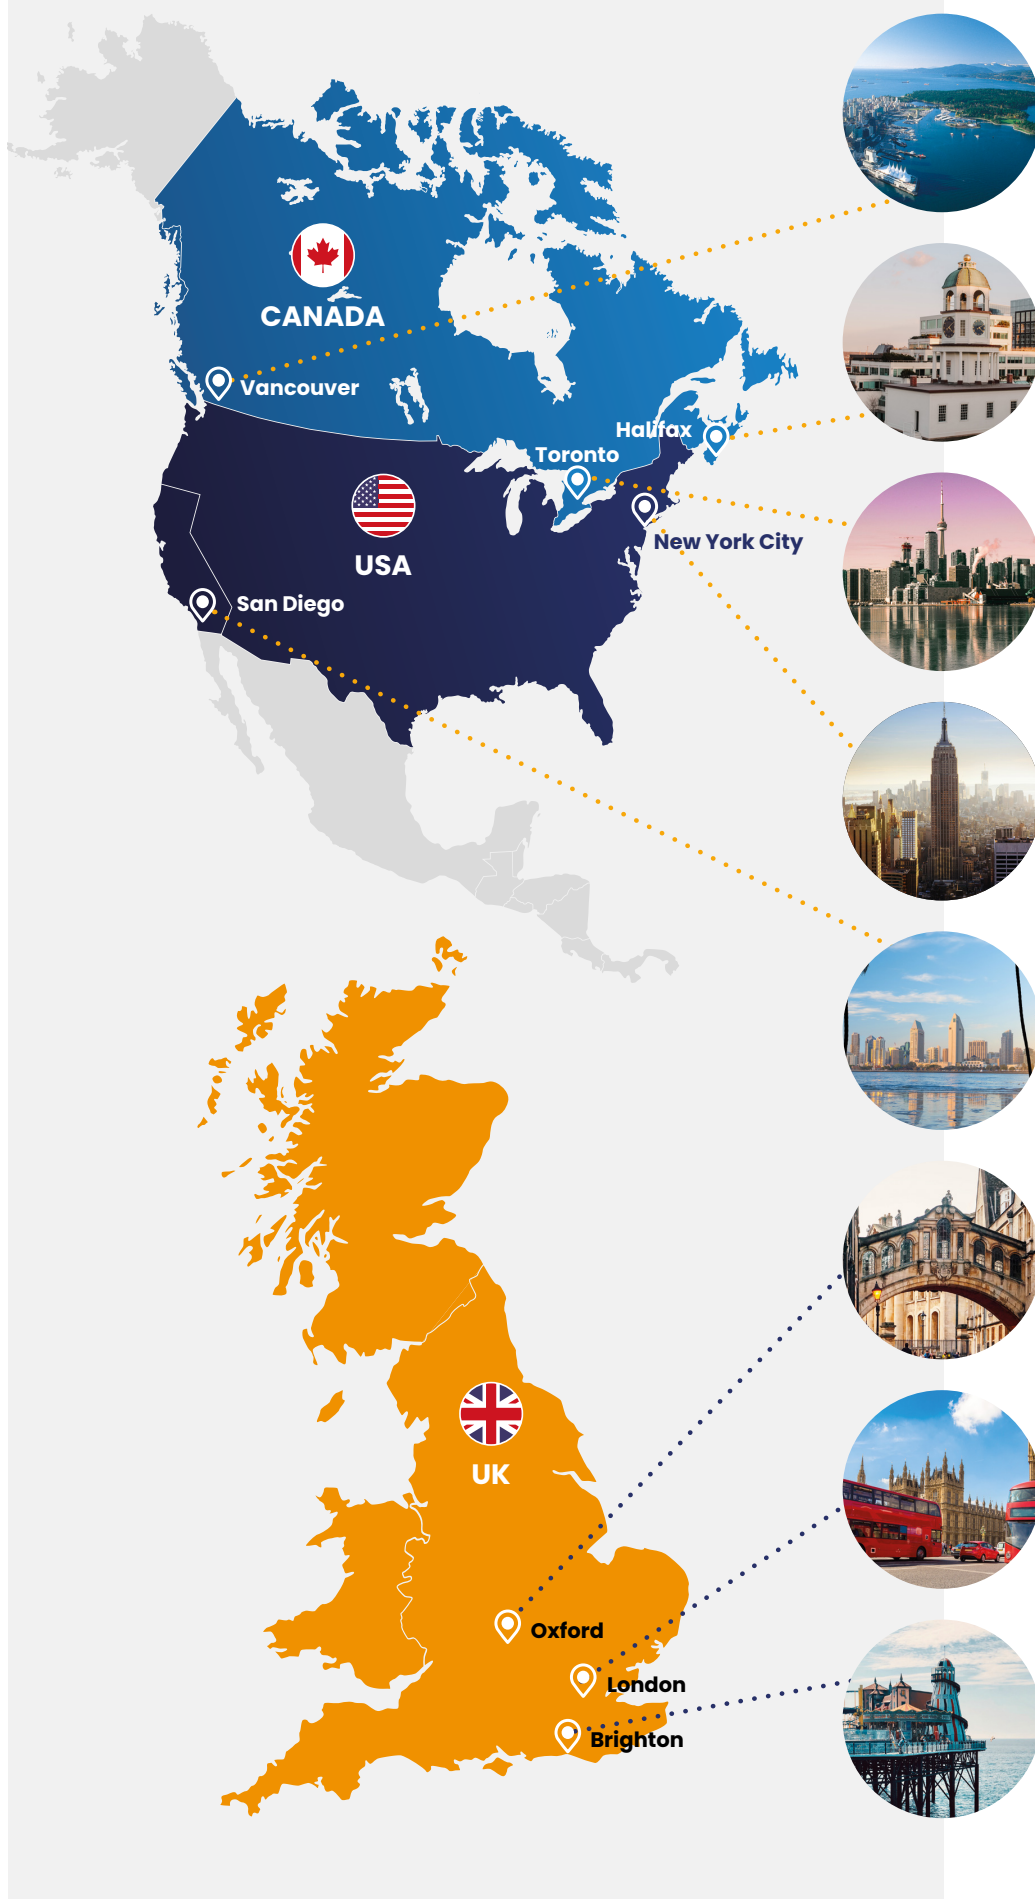 CANADA
Vancouver
Halifax
Toronto
New York City
USA
San Diego
UK
Oxford
London
Brighton